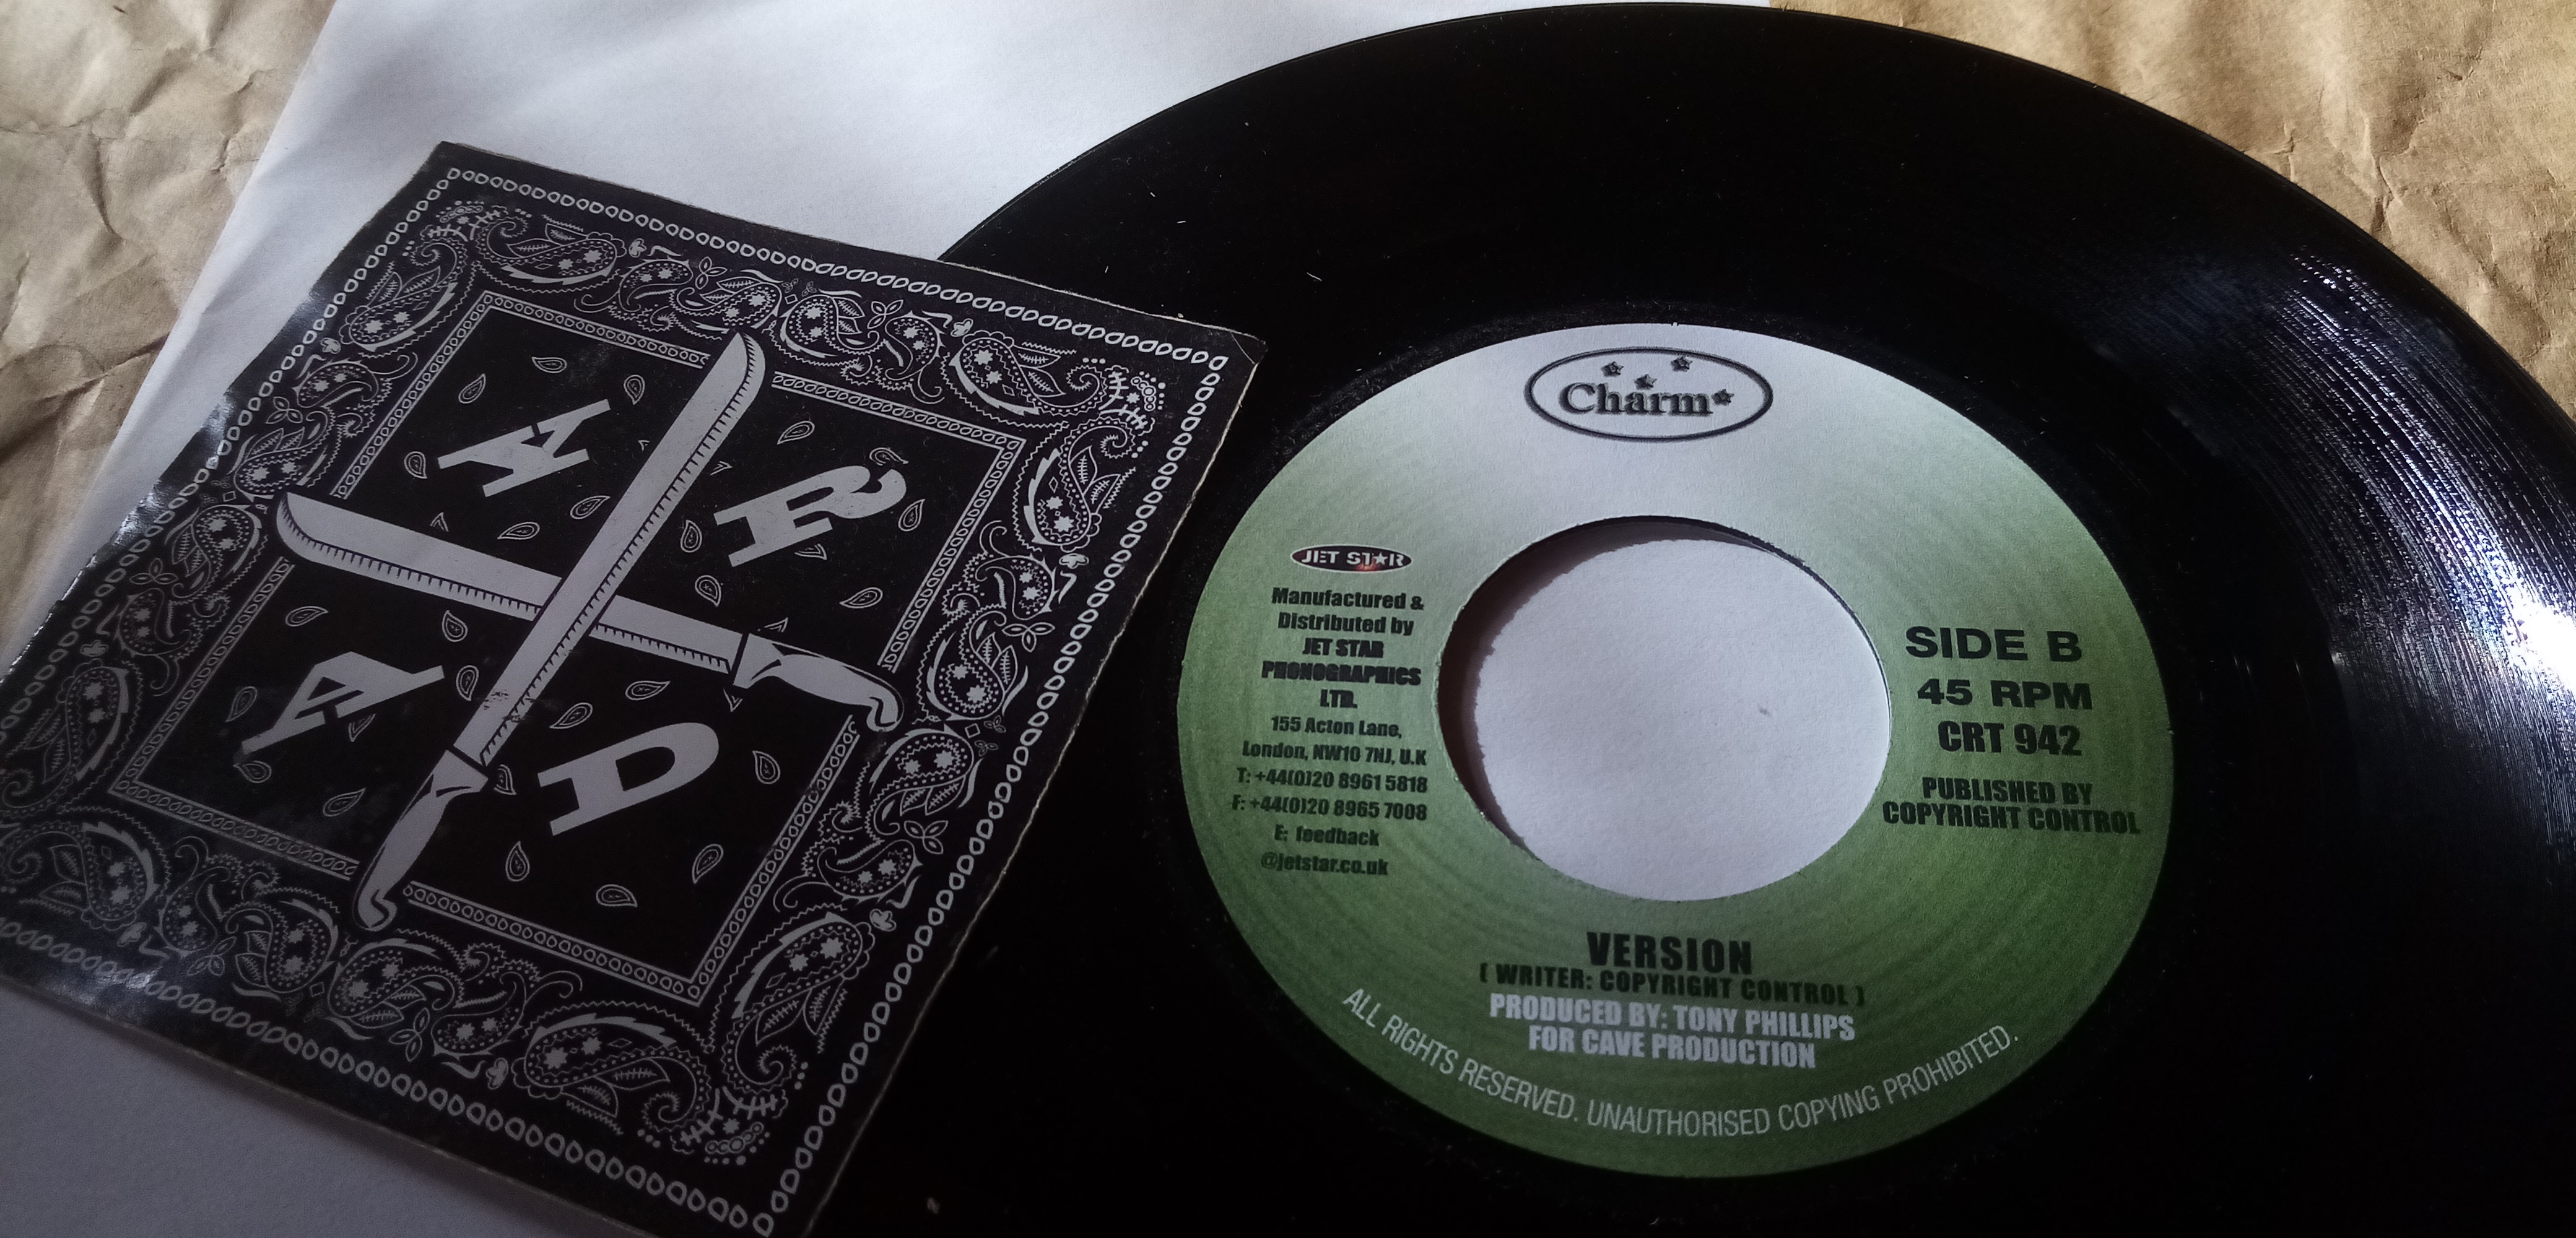 H R
A D
Charm
JET STAR
Manufactured &
Distributed by
JET STAR
PHONOGRAPHICS
LTD.
155 Acton Lane,
London, NW10 7NJ, U.K
T: +44(0)20 8961 5818
F: +44(0)20 8965 7008
E: feedback
@jetstar.co.uk
SIDE B
45 RPM
CRT 942
PUBLISHED BY
COPYRIGHT CONTROL
VERSION
( WRITER: COPYRIGHT CONTROL )
PRODUCED BY: TONY PHILLIPS
FOR CAVE PRODUCTION
ALL RIGHTS RESERVED. UNAUTHORISED COPYING PROHIBITED.